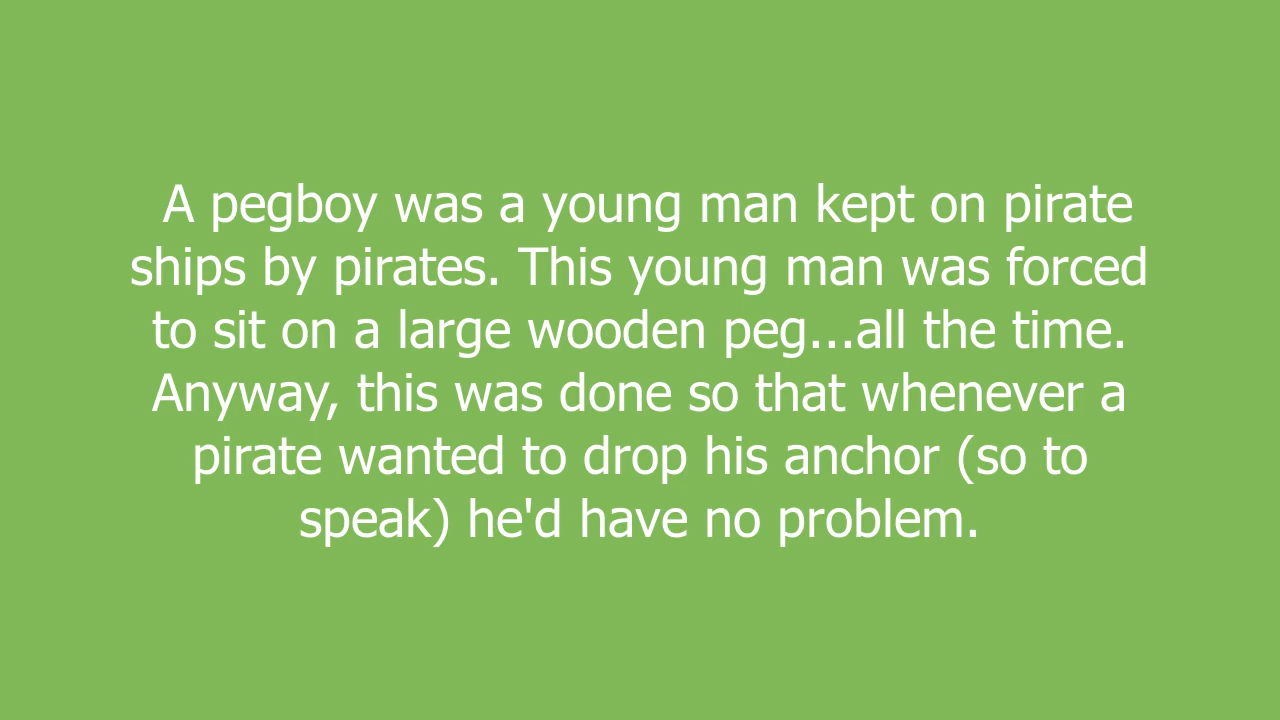 A pegboy was a young man kept on pirate
ships by pirates. This young man was forced
to sit on a large wooden peg...all the time.
Anyway, this was done so that whenever a
pirate wanted to drop his anchor (so to
speak) he'd have no problem.